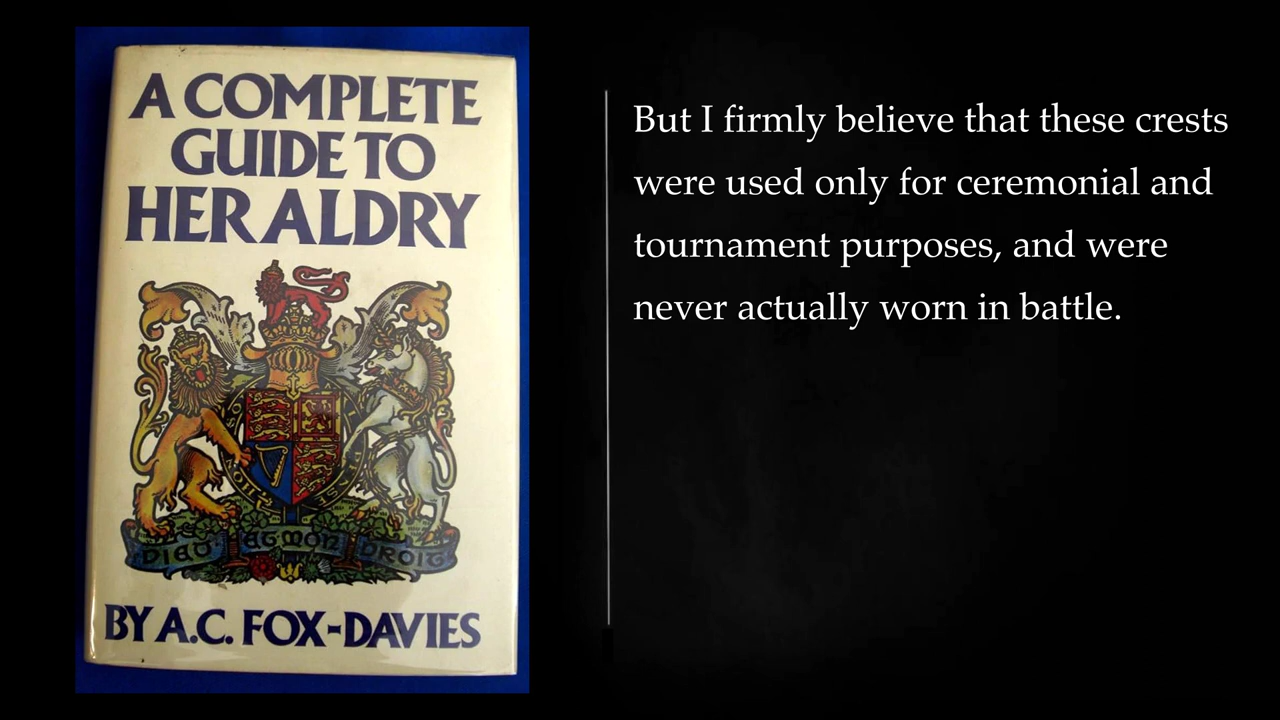 A COMPLETE
GUIDE TO
HERALDRY
DIEU ET MON DROIT
BY A.C. FOX-DAVIES
But I firmly believe that these crests
were used only for ceremonial and
tournament purposes, and were
never actually worn in battle.